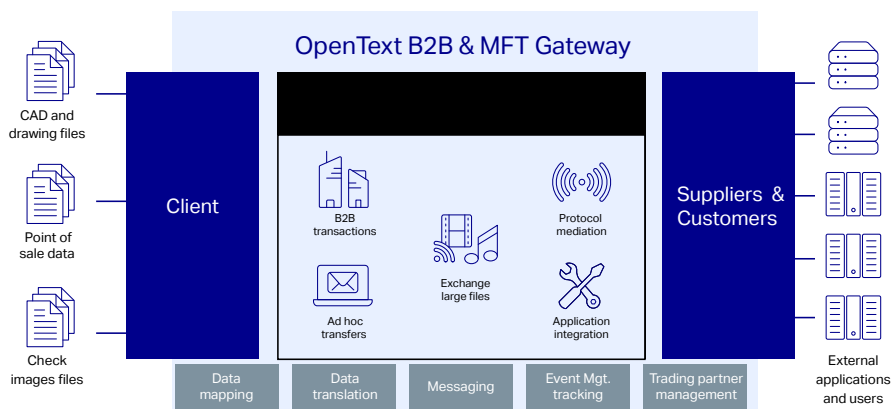 OpenText B2B & MFT Gateway
CAD and
drawing files
Point of
sale data
Check
images files
Client
B2B
transactions
Ad hoc
transfers
Exchange
large files
Protocol
mediation
Application
integration
Suppliers &
Customers
External
applications
and users
Data
mapping
Data
translation
Messaging
Event Mgt.
tracking
Trading partner
management